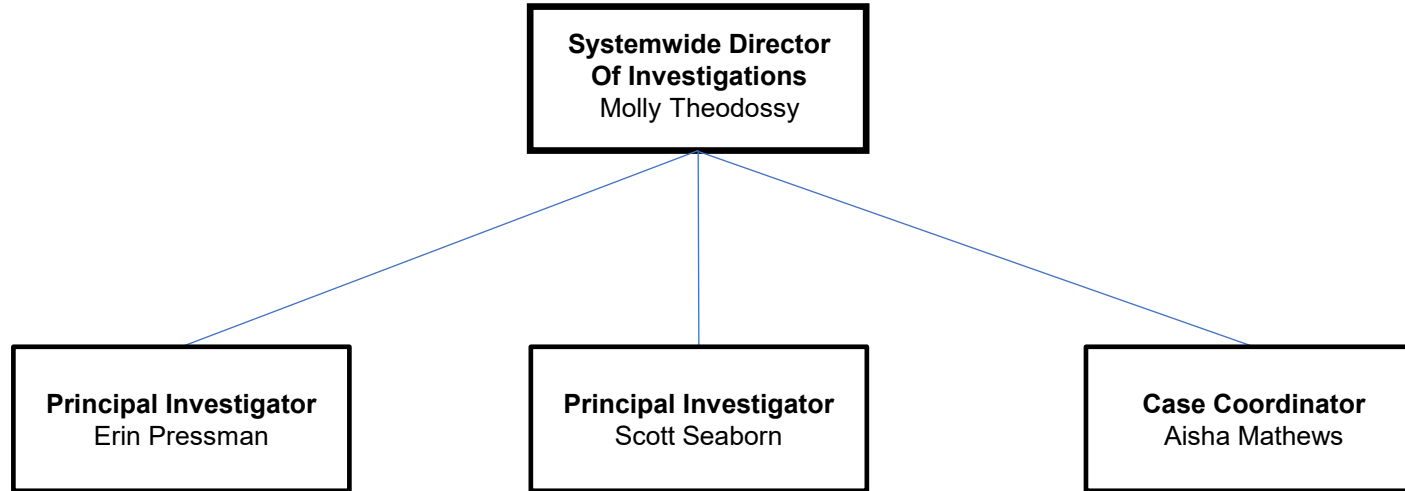 Systemwide Director
Of Investigations
Molly Theodossy
Principal Investigator
Erin Pressman
Principal Investigator
Scott Seaborn
Case Coordinator
Aisha Mathews